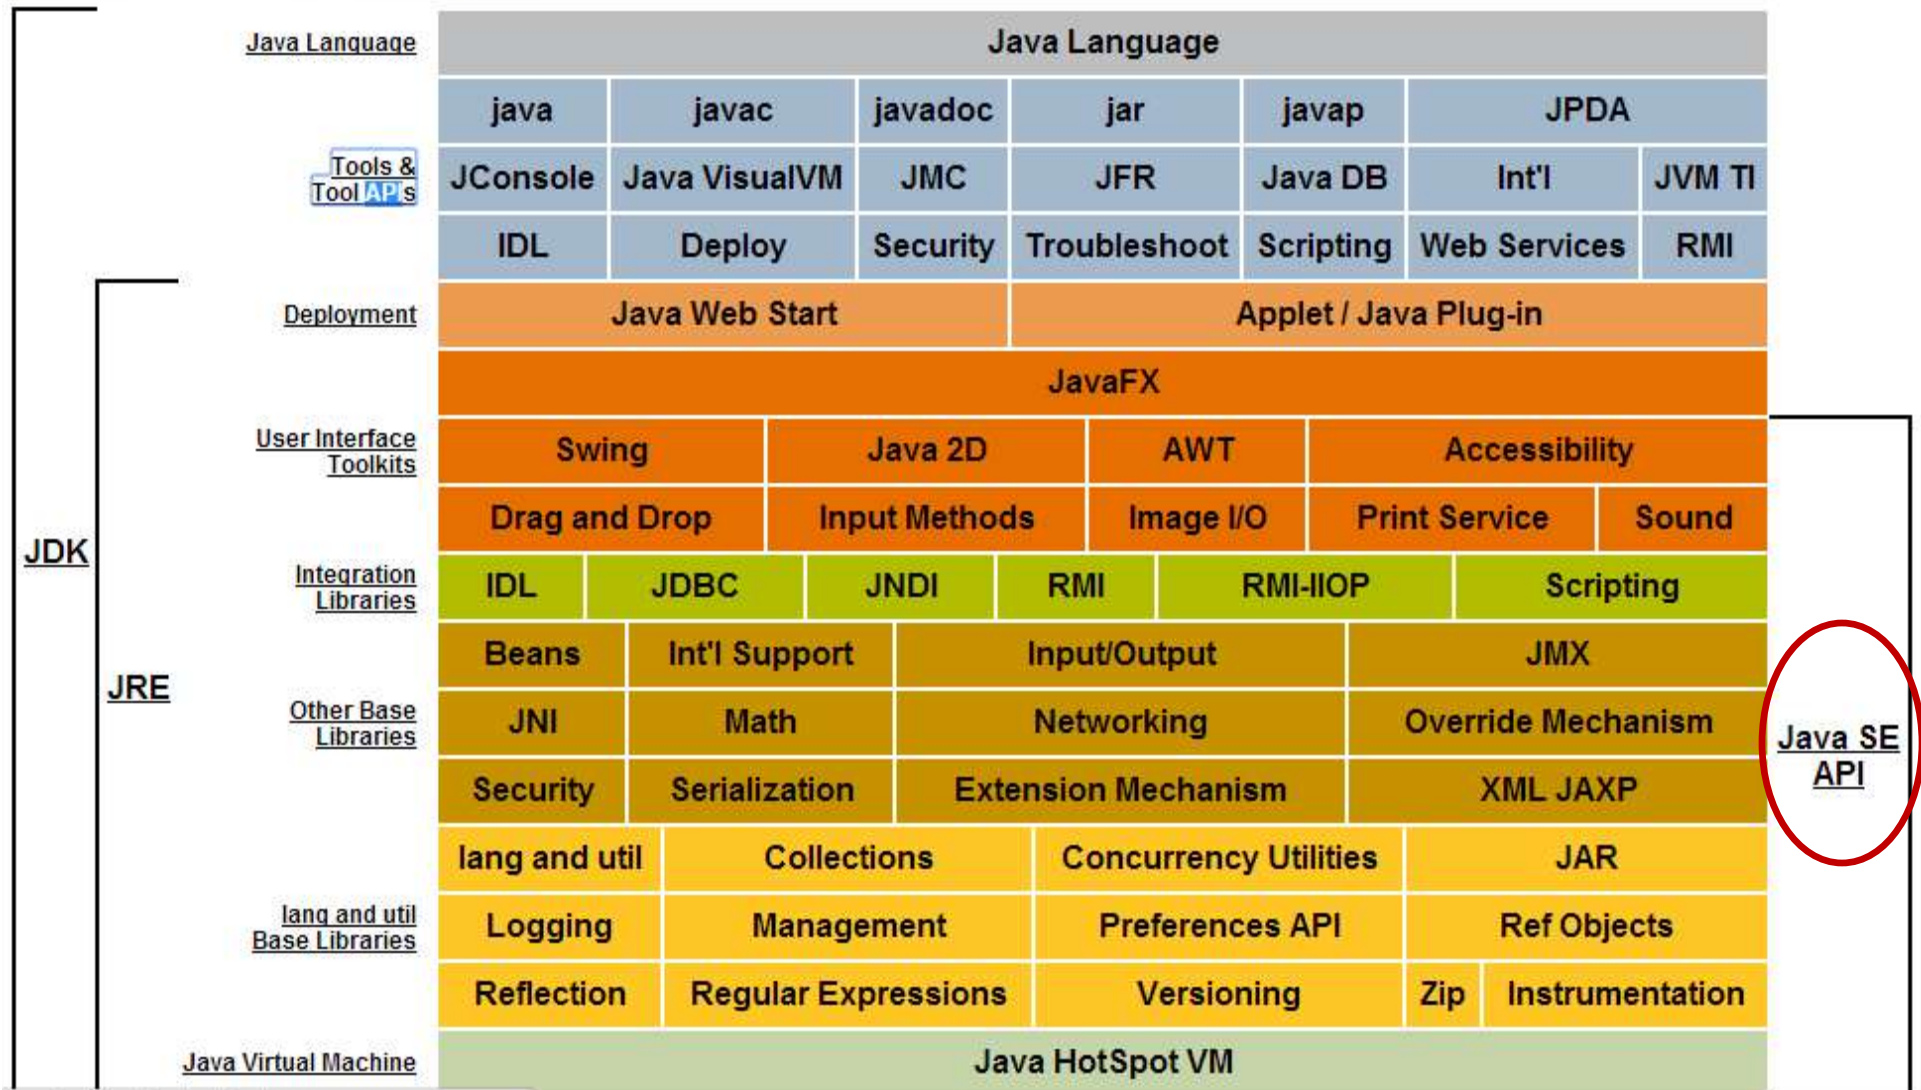 Java Language
Java Language
java javac javadoc jar javap JPDA
Tools &
Tool APIs
JConsole Java VisualVM JMC JFR Java DB Int'l JVM TI
IDL Deploy Security Troubleshoot Scripting Web Services RMI
Deployment
Java Web Start Applet / Java Plug-in
JavaFX
User Interface
Toolkits
Swing Java 2D AWT Accessibility
Drag and Drop Input Methods Image I/O Print Service Sound
JDK
Integration
Libraries
IDL JDBC JNDI RMI RMI-IIOP Scripting
Beans Int'l Support Input/Output JMX
JRE
Other Base
Libraries
JNI Math Networking Override Mechanism
Java SE
API
Security Serialization Extension Mechanism XML JAXP
lang and util Collections Concurrency Utilities JAR
lang and util
Base Libraries
Logging Management Preferences API Ref Objects
Reflection Regular Expressions Versioning Zip Instrumentation
Java Virtual Machine
Java HotSpot VM